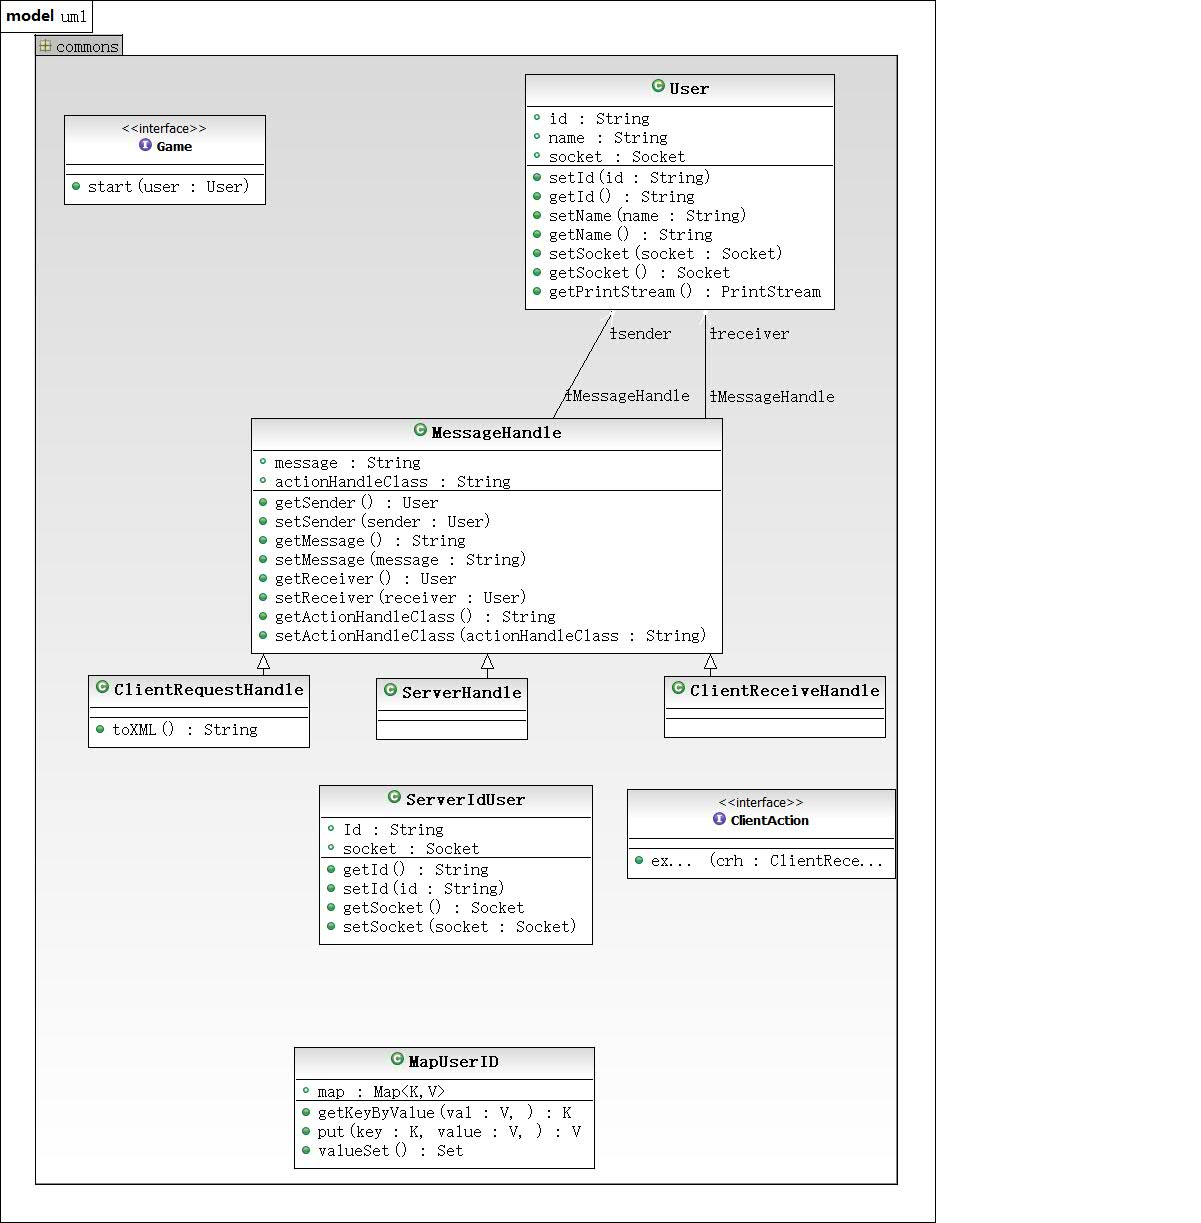 model uml
commons
User
id : String
name : String
socket : Socket
setId(id : String)
getId() : String
setName(name : String)
getName() : String
setSocket(socket : Socket)
getSocket() : Socket
getPrintStream() : PrintStream
<<interface>>
Game
start(user : User)
1sender
1receiver
1MessageHandle
1MessageHandle
MessageHandle
message : String
actionHandleClass : String
getSender() : User
setSender(sender : User)
getMessage() : String
setMessage(message : String)
getReceiver() : User
setReceiver(receiver : User)
getActionHandleClass() : String
setActionHandleClass(actionHandleClass : String)
ClientRequestHandle
toXML() : String
ServerHandle
ClientReceiveHandle
ServerIdUser
Id : String
socket : Socket
getId() : String
setId(id : String)
getSocket() : Socket
setSocket(socket : Socket)
<<interface>>
ClientAction
ex... (crh : ClientRece...
MapUserID
map : Map<K,V>
getKeyByValue(val : V, ) : K
put(key : K, value : V, ) : V
valueSet() : Set